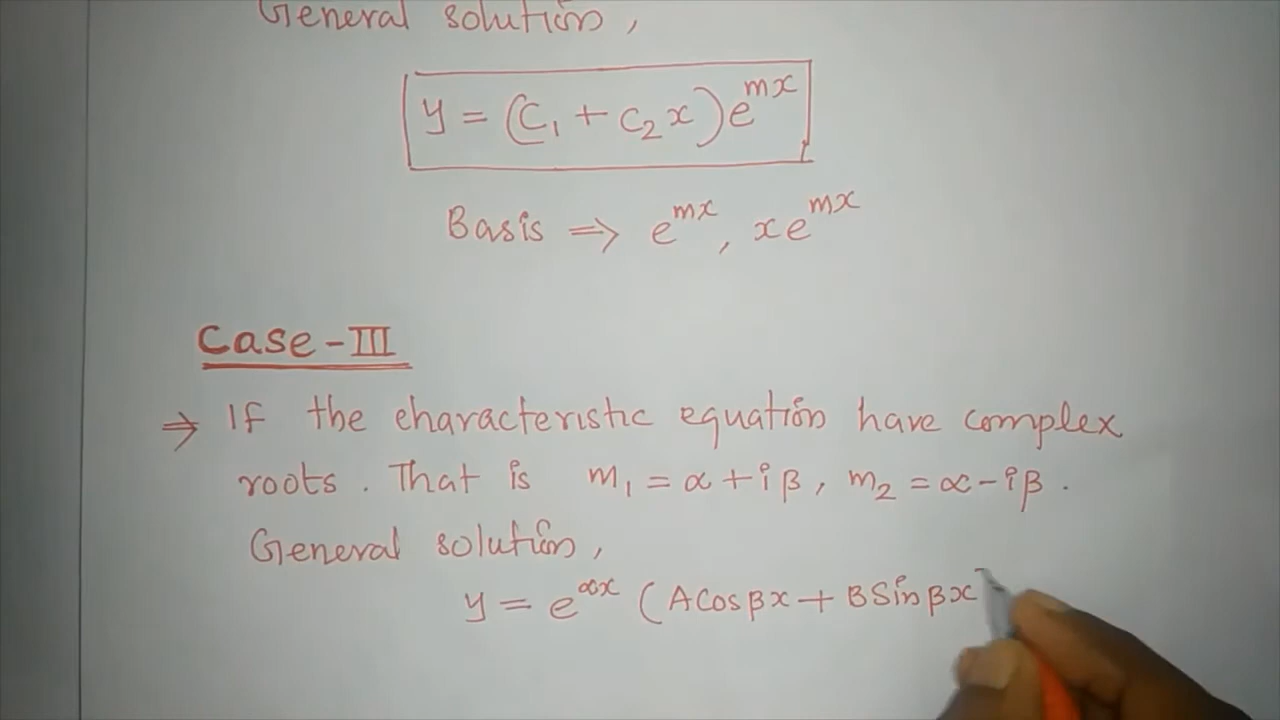 General solution,
y = (C₁ + C₂x)e^{mx}
Basis ⇒ e^{mx}, xe^{mx}
Case-III
⇒ If the characteristic equation have complex
roots. That is m₁ = α + iβ, m₂ = α - iβ.
General solution,
y = e^{αx} (A Cos βx + B Sin βx